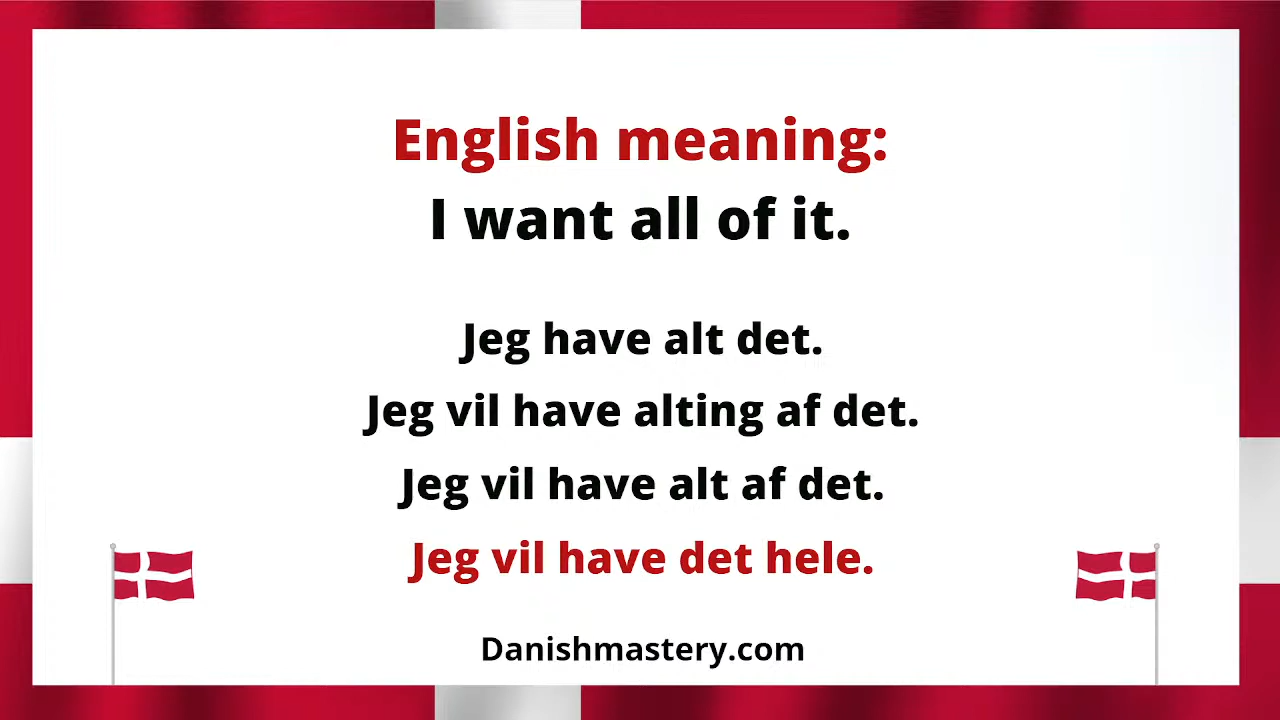 English meaning:
I want all of it.
Jeg have alt det.
Jeg vil have alting af det.
Jeg vil have alt af det.
Jeg vil have det hele.
Danishmastery.com